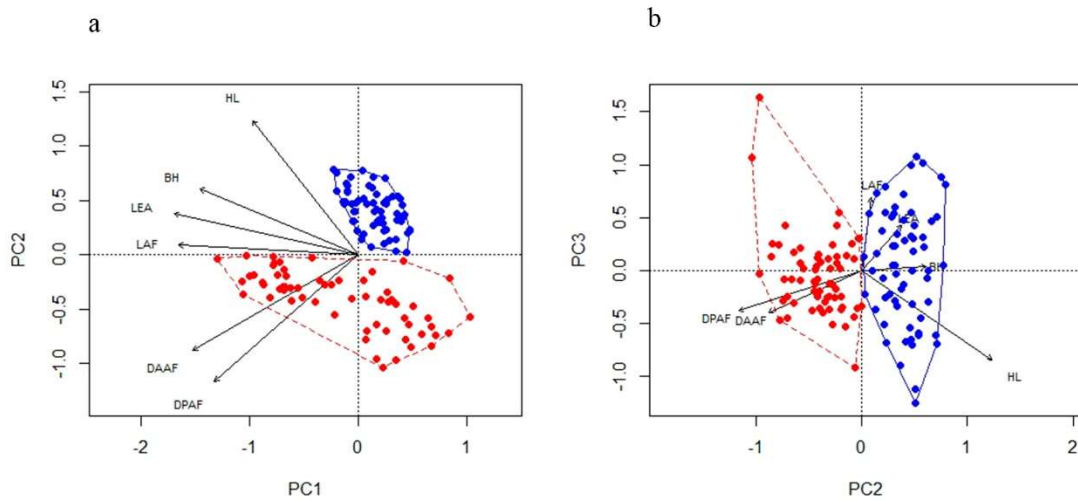 a
b
1.5
1.0
0.5
0.0
-0.5
-1.0
PC2
HL
BH
LEA
LAF
DAAF
DPAF
-2
-1
0
1
PC1
1.5
1.0
0.5
0.0
-0.5
-1.0
PC3
LAF
LEA
BH
DPAF
DAAF
HL
-1
0
1
2
PC2